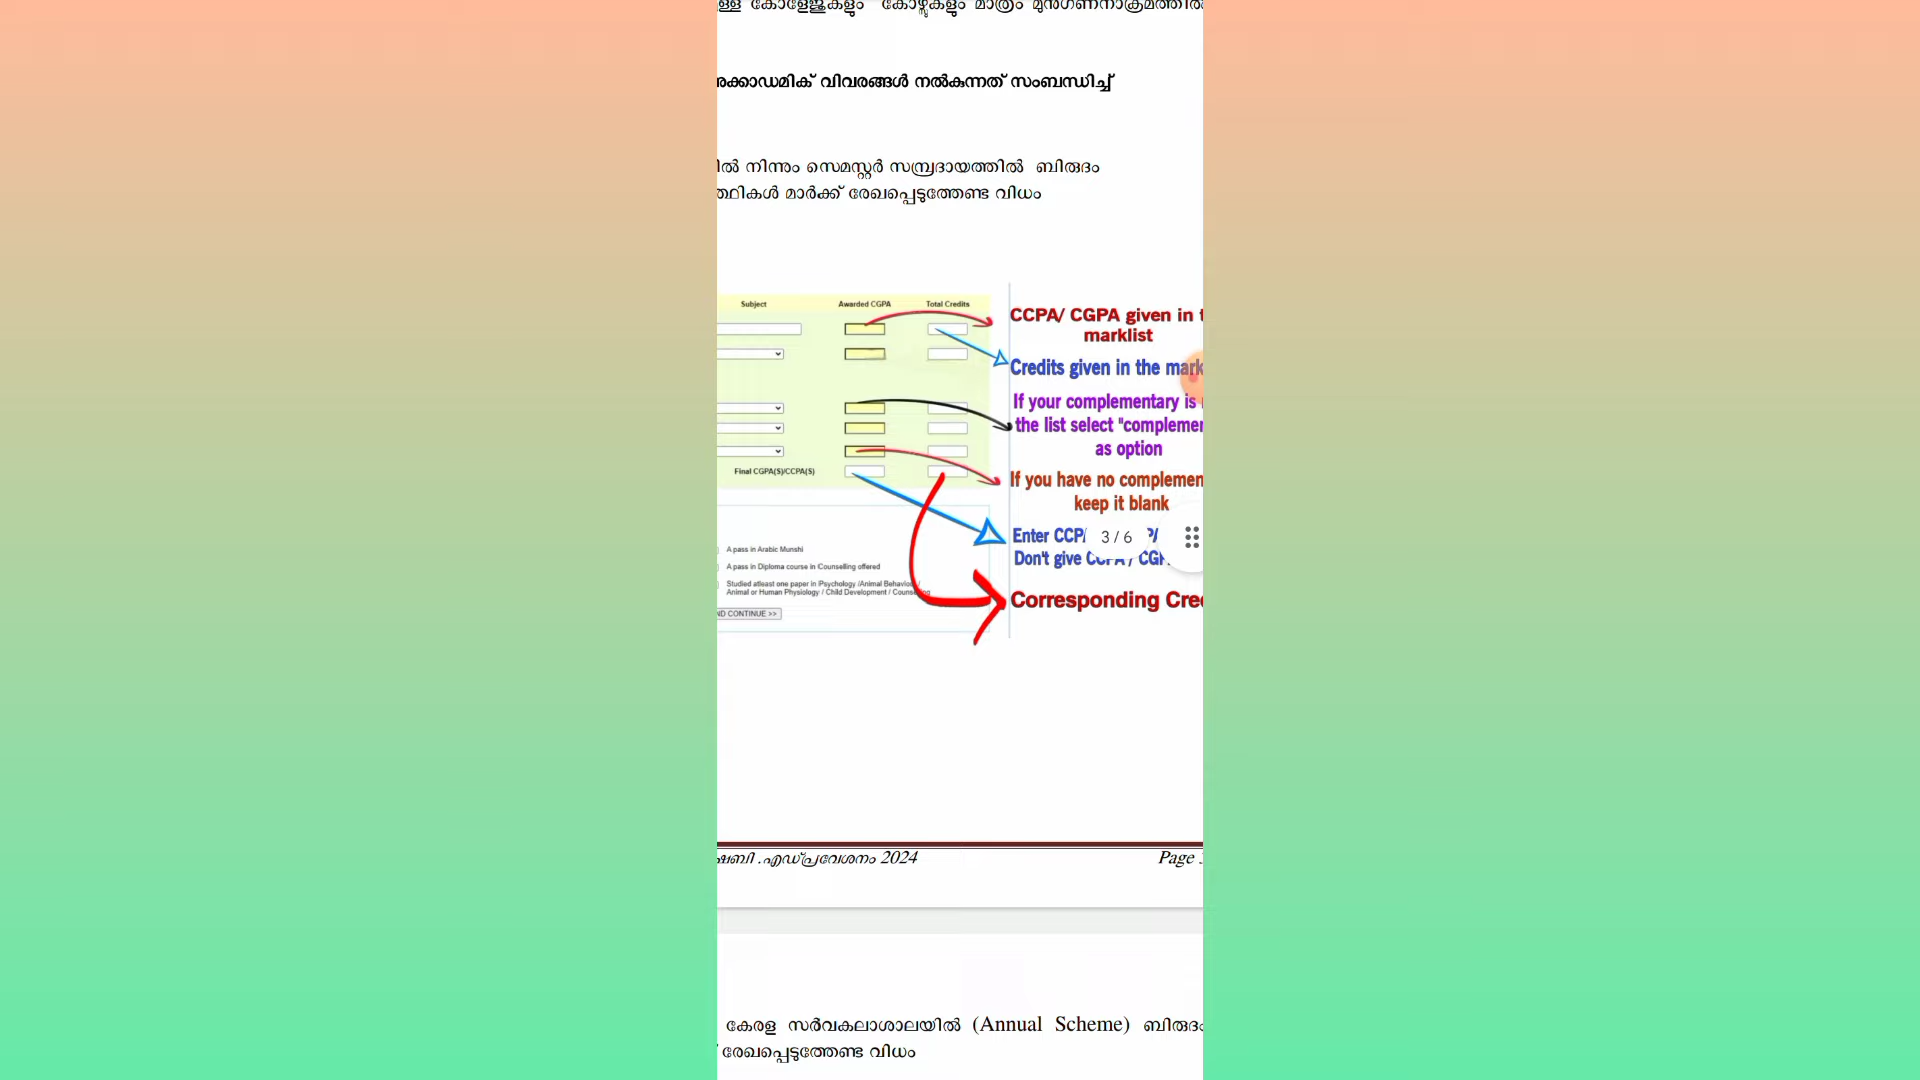 കോളേജുകളും കോഴ്സുകളും മാത്രം മുൻഗണനാക്രമത്തിൽ
അക്കാഡമിക് വിവരങ്ങൾ നൽകുന്നത് സംബന്ധിച്ച്
ൽ നിന്നും സെമസ്റ്റർ സമ്പ്രദായത്തിൽ ബിരുദം
ത്ഥികൾ മാർക്ക് രേഖപ്പെടുത്തേണ്ട വിധം
Subject Awarded CGPA Total Credits
CCPA/ CGPA given in
marklist
Credits given in the mark
If your complementary is
the list select "complemen
as option
If you have no complemen
keep it blank
Final CGPA(S)/CCPA(S)
Enter CCP
3 / 6
Don't give CCPA / CG
A pass in Arabic Munshi
A pass in Diploma course in Counselling offered
Studied atleast one paper in Psychology /Animal Behaviour /
Animal or Human Physiology / Child Development / Counselling
Corresponding Cre
ND CONTINUE >>
ബി .എഡ്പ്രവേശനം 2024 Page
കേരള സർവകലാശാലയിൽ (Annual Scheme) ബിരുദം
രേഖപ്പെടുത്തേണ്ട വിധം